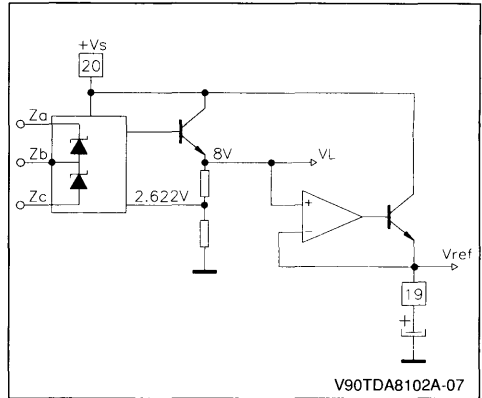 +Vs
20
Za
Zb
Zc
8V
VL
2.622V
+
−
Vref
19
+
V90TDA8102A-07